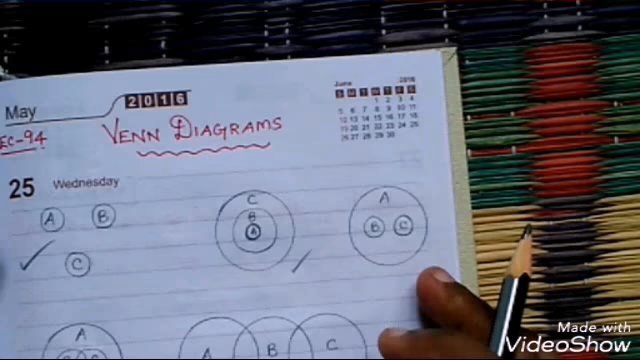 May 2016
EC-94
VENN DIAGRAMS
June 2016
S M T W T F S
1 2 3 4
5 6 7 8 9 10 11
12 13 14 15 16 17 18
19 20 21 22 23 24 25
26 27 28 29 30
25 Wednesday
A B
C
C
B
A
A
B C
A
A B C
Made with
VideoShow